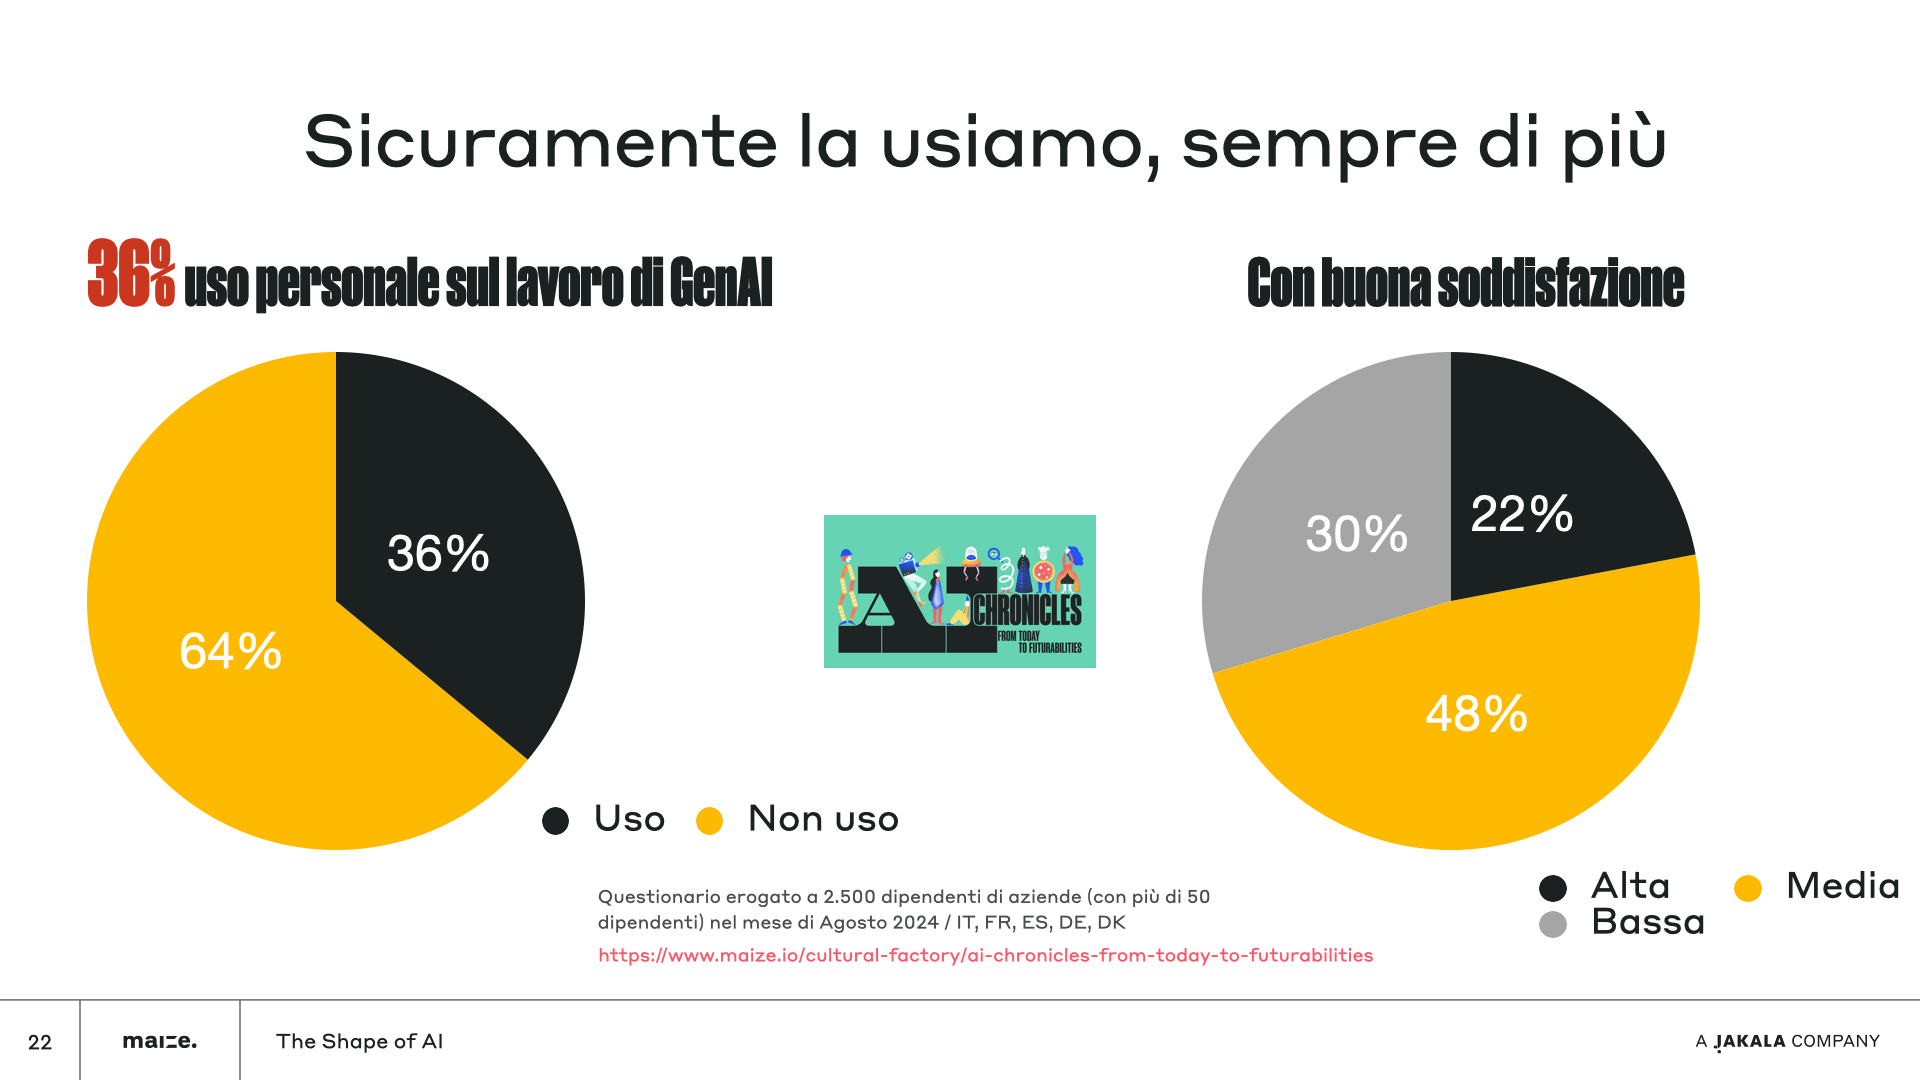 Sicuramente la usiamo, sempre di più
36% uso personale sul lavoro di GenAI
Con buona soddisfazione
36%
64%
Uso
Non uso
AI
CHRONICLES
FROM TODAY
TO FUTURABILITIES
30%
22%
48%
Alta
Media
Bassa
Questionario erogato a 2.500 dipendenti di aziende (con più di 50
dipendenti) nel mese di Agosto 2024 / IT, FR, ES, DE, DK
https://www.maize.io/cultural-factory/ai-chronicles-from-today-to-futurabilities
22
maize.
The Shape of AI
A JAKALA COMPANY